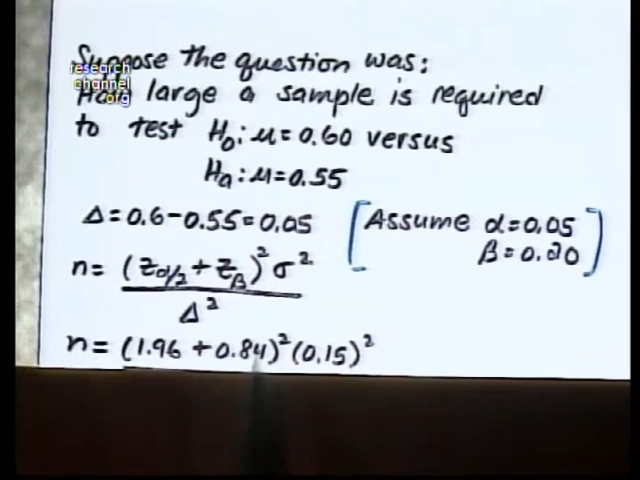 Suppose the question was:
research
channel
.org
How large a sample is required
to test H₀: μ = 0.60 versus
Hₐ: μ = 0.55
Δ = 0.6 - 0.55 = 0.05
[Assume α = 0.05
β = 0.20]
n = (z_α/2 + z_β)² σ²
Δ²
n = (1.96 + 0.84)² (0.15)²